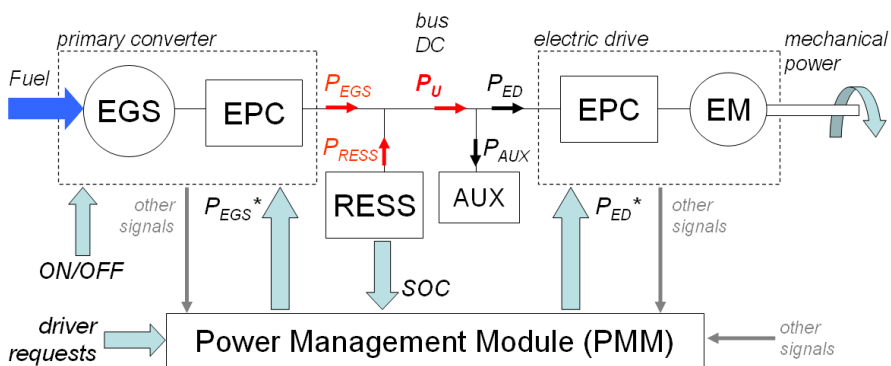 primary converter
bus
DC
electric drive
mechanical
power
Fuel
EGS
EPC
P_EGS
P_U
P_ED
EPC
EM
P_RESS
P_AUX
RESS
AUX
other
signals
P_EGS*
P_ED*
other
signals
ON/OFF
SOC
driver
requests
Power Management Module (PMM)
other
signals